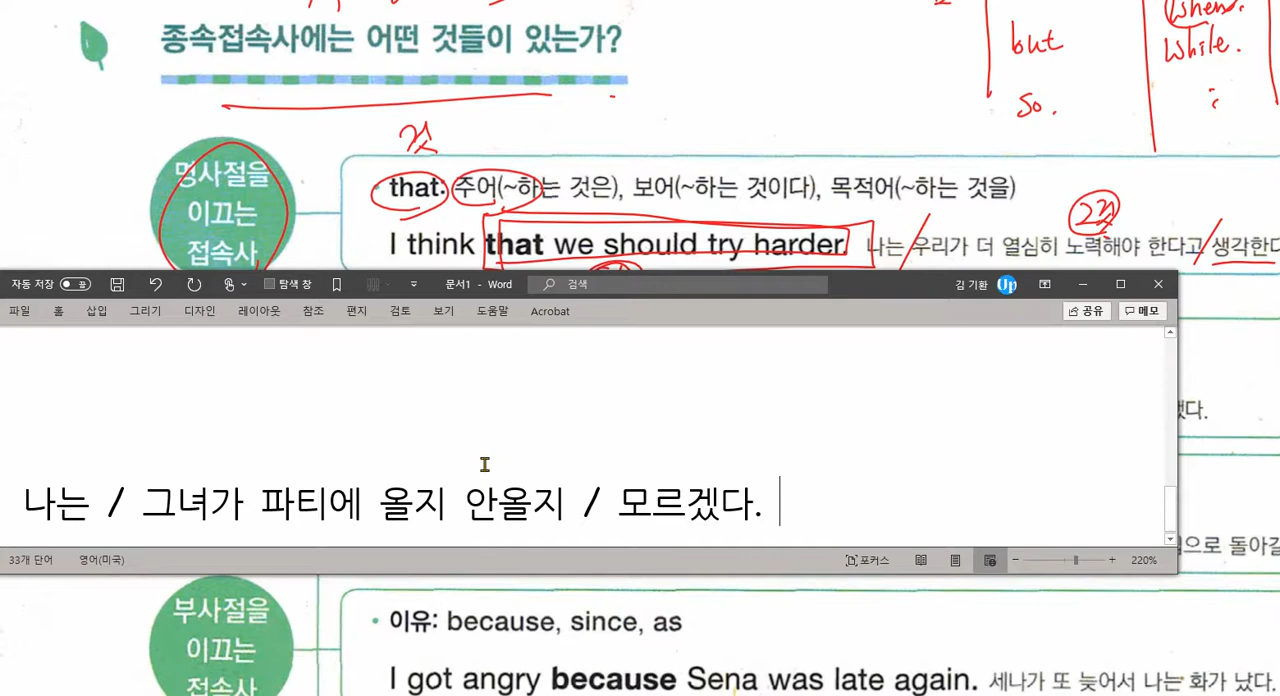 but
when.
while.
so.
종속접속사에는 어떤 것들이 있는가?
것
명사절을
이끄는
접속사
that: 주어(~하는 것은), 보어(~하는 것이다), 목적어(~하는 것을)
I think that we should try harder. 나는 우리가 더 열심히 노력해야 한다고 생각한다
자동 저장 끔 탐색 창 문서1 - Word 검색 김 기환 Up
파일 홈 삽입 그리기 디자인 레이아웃 참조 편지 검토 보기 도움말 Acrobat 공유 메모
했다.
나는 / 그녀가 파티에 올지 안올지 / 모르겠다.
으로 돌아갈
33개 단어 영어(미국) 포커스 220%
부사절을
이끄는
접속사
• 이유: because, since, as
I got angry because Sena was late again. 세나가 또 늦어서 나는 화가 났다.